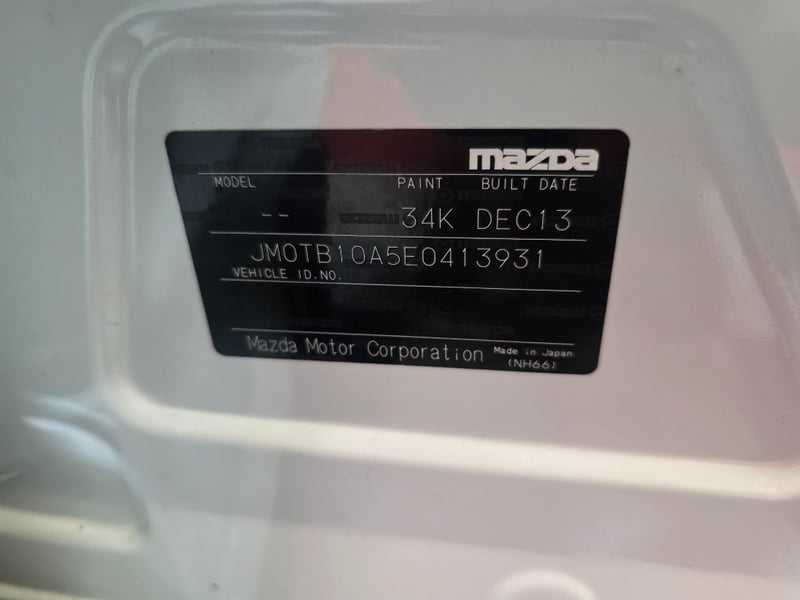 mazda
MODEL PAINT BUILT DATE
-- 34K DEC13
JM0TB10A5E0413931
VEHICLE ID.NO.
Mazda Motor Corporation Made in Japan
(NH66)